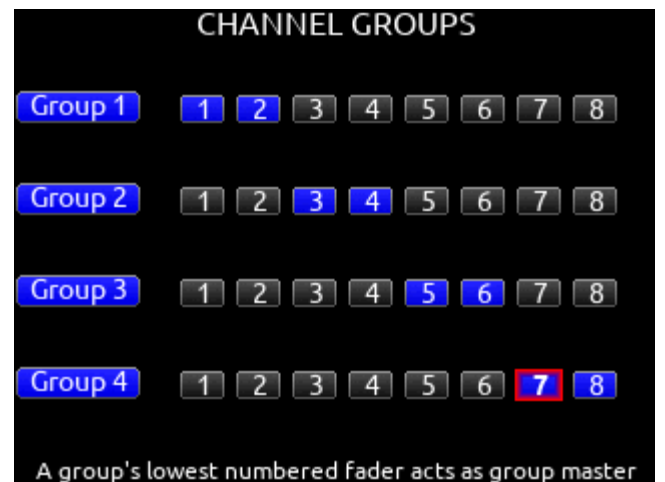 CHANNEL GROUPS
Group 1 1 2 3 4 5 6 7 8
Group 2 1 2 3 4 5 6 7 8
Group 3 1 2 3 4 5 6 7 8
Group 4 1 2 3 4 5 6 7 8
A group's lowest numbered fader acts as group master